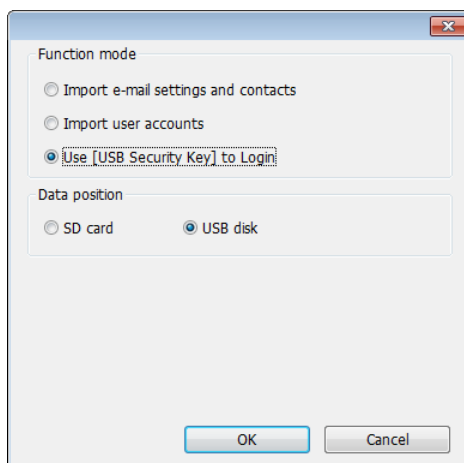 Function mode
Import e-mail settings and contacts
Import user accounts
Use [USB Security Key] to Login
Data position
SD card USB disk
OK Cancel